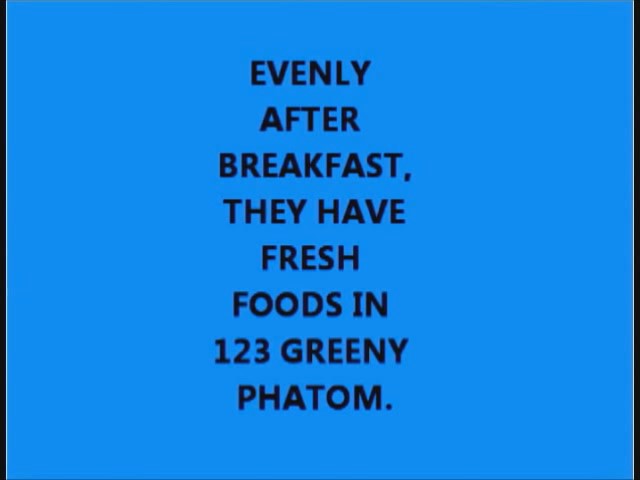 EVENLY
AFTER
BREAKFAST,
THEY HAVE
FRESH
FOODS IN
123 GREENY
PHATOM.